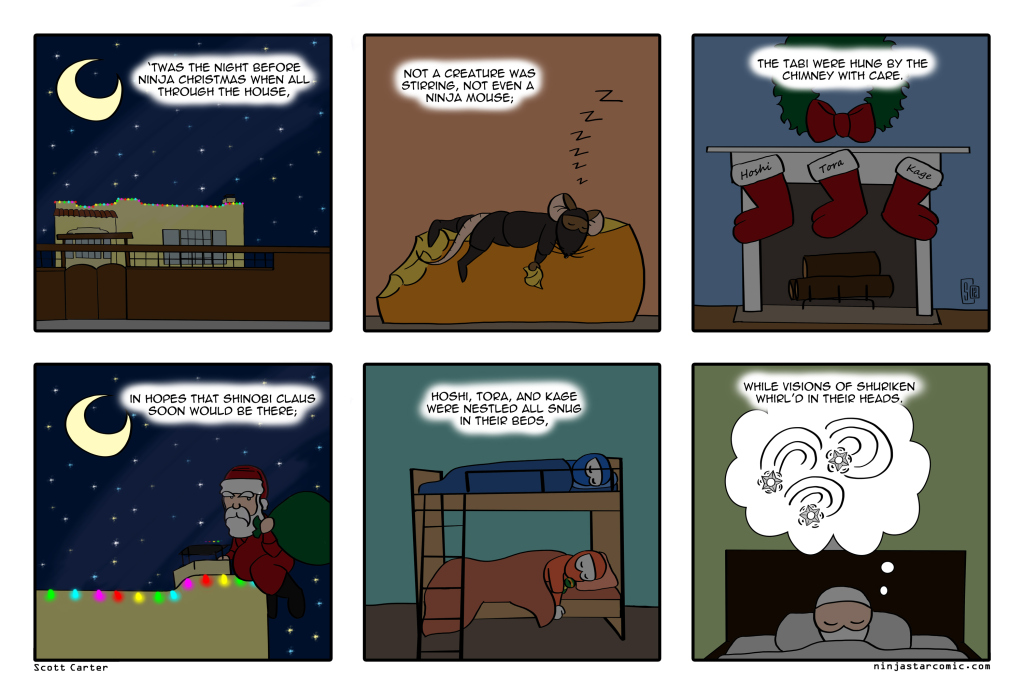 'TWAS THE NIGHT BEFORE
NINJA CHRISTMAS WHEN ALL
THROUGH THE HOUSE,
NOT A CREATURE WAS
STIRRING, NOT EVEN A
NINJA MOUSE;
Z
Z
Z
Z
Z
Z
THE TABI WERE HUNG BY THE
CHIMNEY WITH CARE.
Hoshi
Tora
Kage
IN HOPES THAT SHINOBI CLAUS
SOON WOULD BE THERE;
HOSHI, TORA, AND KAGE
WERE NESTLED ALL SNUG
IN THEIR BEDS,
WHILE VISIONS OF SHURIKEN
WHIRL'D IN THEIR HEADS.
Scott Carter
ninjastarcomic.com